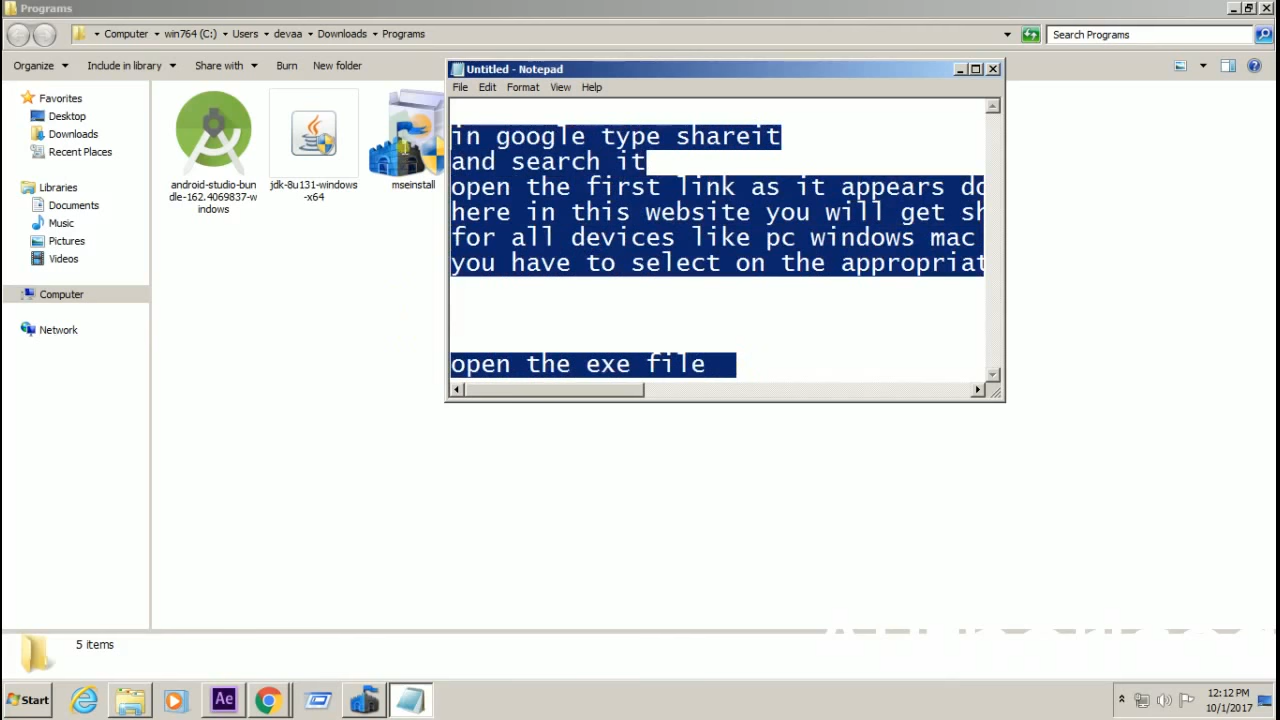 Programs
Computer
win764 (C:)
Users
devaa
Downloads
Programs
Search Programs
Organize
Include in library
Share with
Burn
New folder
Favorites
Desktop
Downloads
Recent Places
Libraries
Documents
Music
Pictures
Videos
Computer
Network
android-studio-bun
dle-162.4069837-w
indows
jdk-8u131-windows
-x64
mseinstall
Untitled - Notepad
File Edit Format View Help
in google type shareit
and search it
open the first link as it appears
here in this website you will get
for all devices like pc windows mac
you have to select on the
open the exe file
5 items
Start
Ae
12:12 PM
10/1/2017